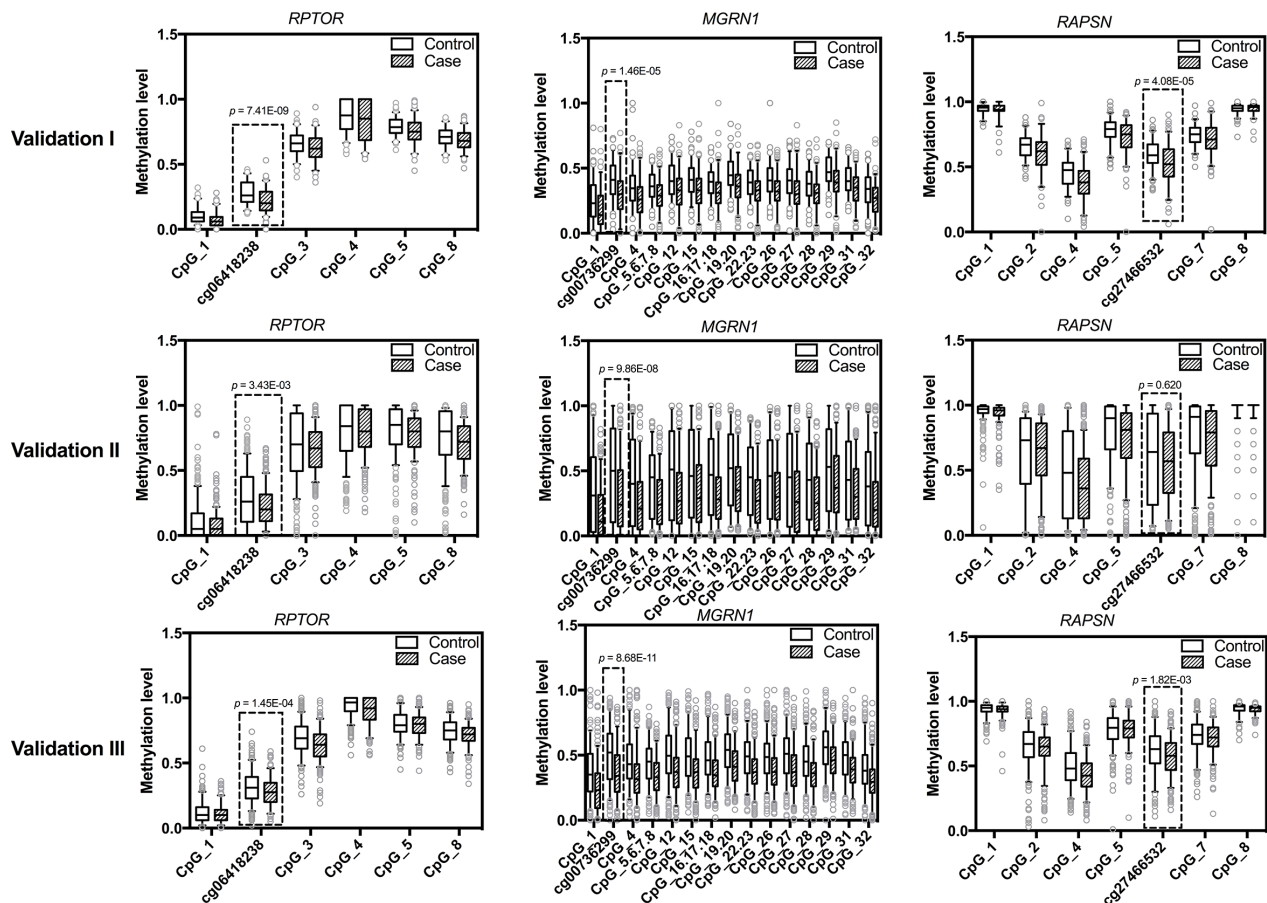 RPTOR
1.5
1.0
0.5
0.0
Methylation level
Control
Case
p = 7.41E-09
CpG_1
cg06418238
CpG_3
CpG_4
CpG_5
CpG_8
MGRN1
1.5
1.0
0.5
0.0
Methylation level
Control
Case
p = 1.46E-05
CpG_1
cg00736299
CpG_4
CpG_5.6.7.8
CpG_12
CpG_15
CpG_16.17.18
CpG_19.20
CpG_22.23
CpG_26
CpG_27
CpG_28
CpG_29
CpG_31
CpG_32
RAPSN
1.5
1.0
0.5
0.0
Methylation level
Control
Case
p = 4.08E-05
CpG_1
CpG_2
CpG_4
CpG_5
cg27466532
CpG_7
CpG_8
Validation I
RPTOR
1.5
1.0
0.5
0.0
Methylation level
Control
Case
p = 3.43E-03
CpG_1
cg06418238
CpG_3
CpG_4
CpG_5
CpG_8
MGRN1
1.5
1.0
0.5
0.0
Methylation level
Control
Case
p = 9.86E-08
CpG_1
cg00736299
CpG_4
CpG_5.6.7.8
CpG_12
CpG_15
CpG_16.17.18
CpG_19.20
CpG_22.23
CpG_26
CpG_27
CpG_28
CpG_29
CpG_31
CpG_32
RAPSN
1.5
1.0
0.5
0.0
Methylation level
Control
Case
p = 0.620
CpG_1
CpG_2
CpG_4
CpG_5
cg27466532
CpG_7
CpG_8
Validation II
RPTOR
1.5
1.0
0.5
0.0
Methylation level
Control
Case
p = 1.45E-04
CpG_1
cg06418238
CpG_3
CpG_4
CpG_5
CpG_8
MGRN1
1.5
1.0
0.5
0.0
Methylation level
Control
Case
p = 8.68E-11
CpG_1
cg00736299
CpG_4
CpG_5.6.7.8
CpG_12
CpG_15
CpG_16.17.18
CpG_19.20
CpG_22.23
CpG_26
CpG_27
CpG_28
CpG_29
CpG_31
CpG_32
RAPSN
1.5
1.0
0.5
0.0
Methylation level
Control
Case
p = 1.82E-03
CpG_1
CpG_2
CpG_4
CpG_5
cg27466532
CpG_7
CpG_8
Validation III